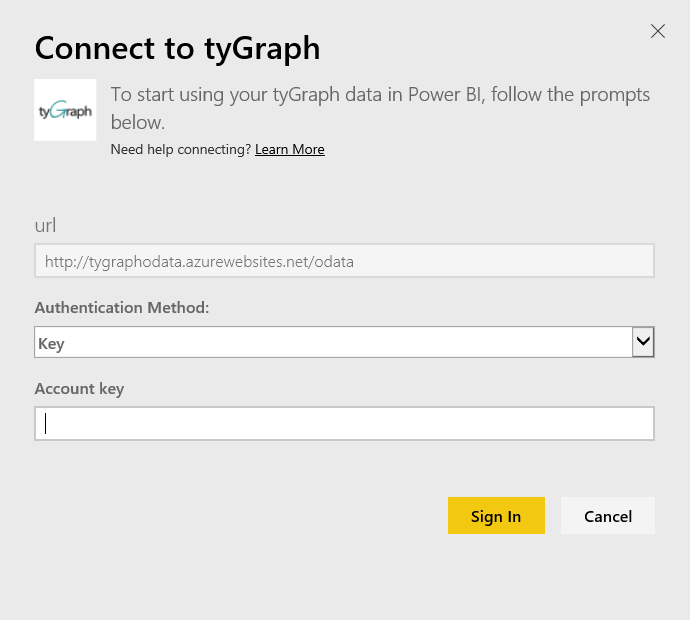 Connect to tyGraph
tyGraph
To start using your tyGraph data in Power BI, follow the prompts
below.
Need help connecting? Learn More
url
http://tygraphodata.azurewebsites.net/odata
Authentication Method:
Key
Account key
Sign In
Cancel